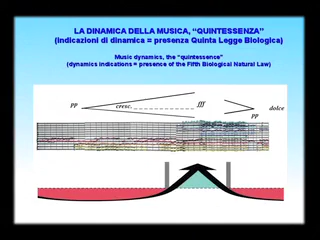 LA DINAMICA DELLA MUSICA, “QUINTESSENZA”
(indicazioni di dinamica = presenza Quinta Legge Biologica)
Music dynamics, the “quintessence”
(dynamics indications = presence of the Fifth Biological Natural Law)
pp cresc. fff dolce
pp